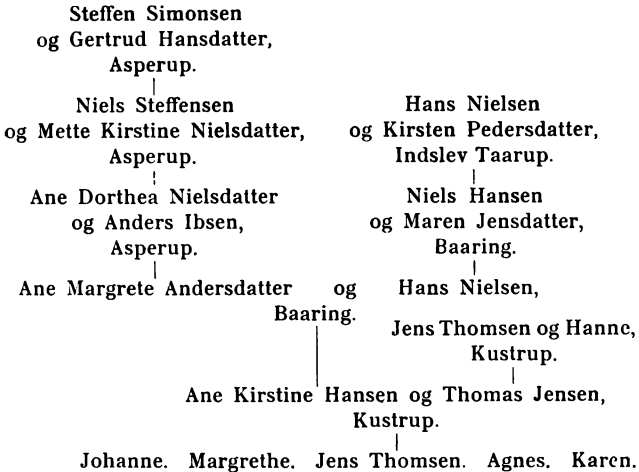 Steffen Simonsen
og Gertrud Hansdatter,
Asperup.
Niels Steffensen
og Mette Kirstine Nielsdatter,
Asperup.
Hans Nielsen
og Kirsten Pedersdatter,
Indslev Taarup.
Ane Dorthea Nielsdatter
og Anders Ibsen,
Asperup.
Niels Hansen
og Maren Jensdatter,
Baaring.
Ane Margrete Andersdatter og Hans Nielsen,
Baaring.
Jens Thomsen og Hanne,
Kustrup.
Ane Kirstine Hansen og Thomas Jensen,
Kustrup.
Johanne. Margrethe. Jens Thomsen. Agnes. Karen.